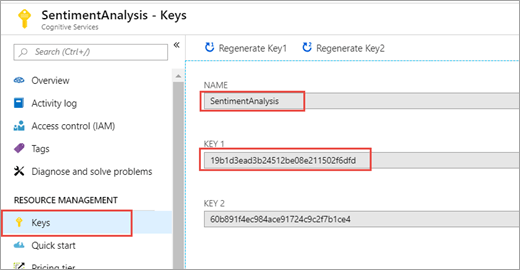 SentimentAnalysis - Keys
Cognitive Services
Search (Ctrl+/)
«
Overview
Activity log
Access control (IAM)
Tags
Diagnose and solve problems
RESOURCE MANAGEMENT
Keys
Quick start
Pricing tier
Regenerate Key1 Regenerate Key2
NAME
SentimentAnalysis
KEY 1
19b1d3ead3b24512be08e211502f6dfd
KEY 2
60b891f4ec984ace91724c9c2f7b1ce4